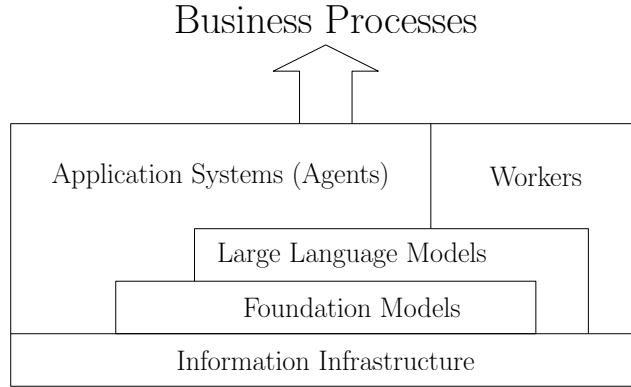 Business Processes
Application Systems (Agents)
Workers
Large Language Models
Foundation Models
Information Infrastructure